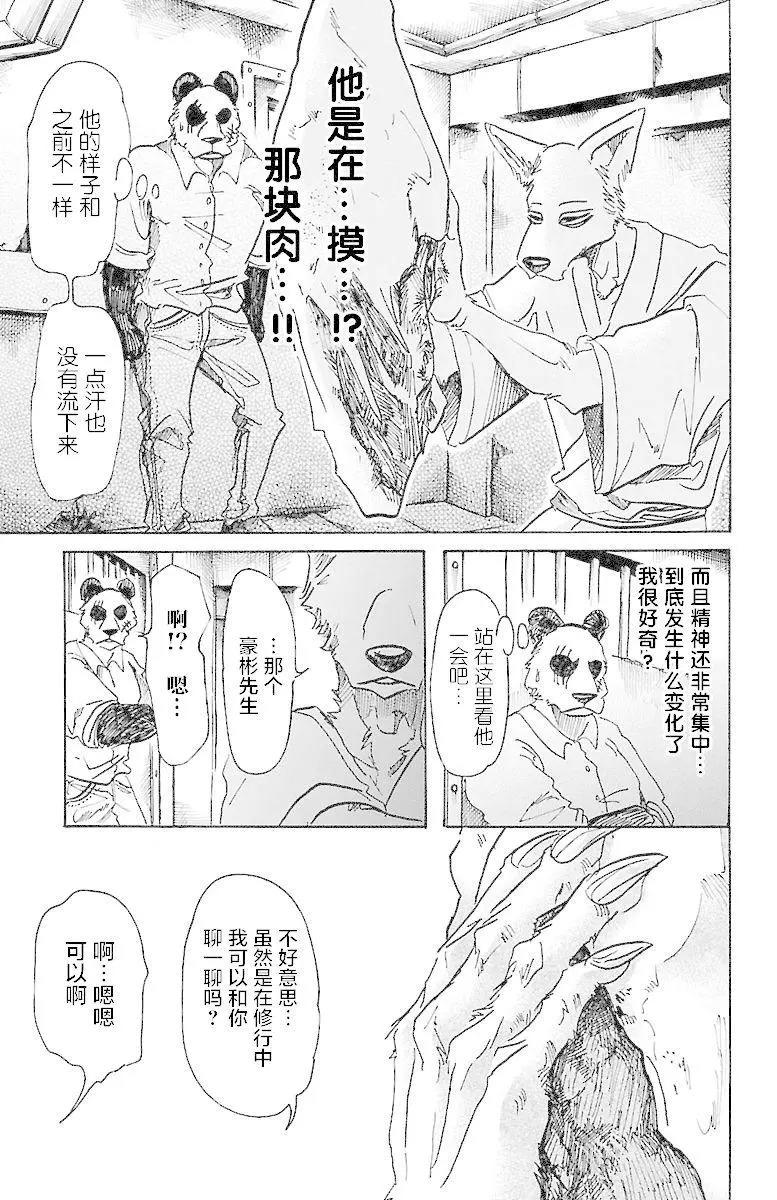 他是在…摸…!?
那块肉…!!
他的样子和
之前不一样
一点汗也
没有流下来
而且精神还非常集中…
到底发生什么变化了
我很好奇?
站在这里看他
一会吧…
…那个
豪彬先生
啊!? 嗯…
不好意思…
虽然是在修行中
我可以和你
聊一聊吗?
啊…嗯嗯
可以啊